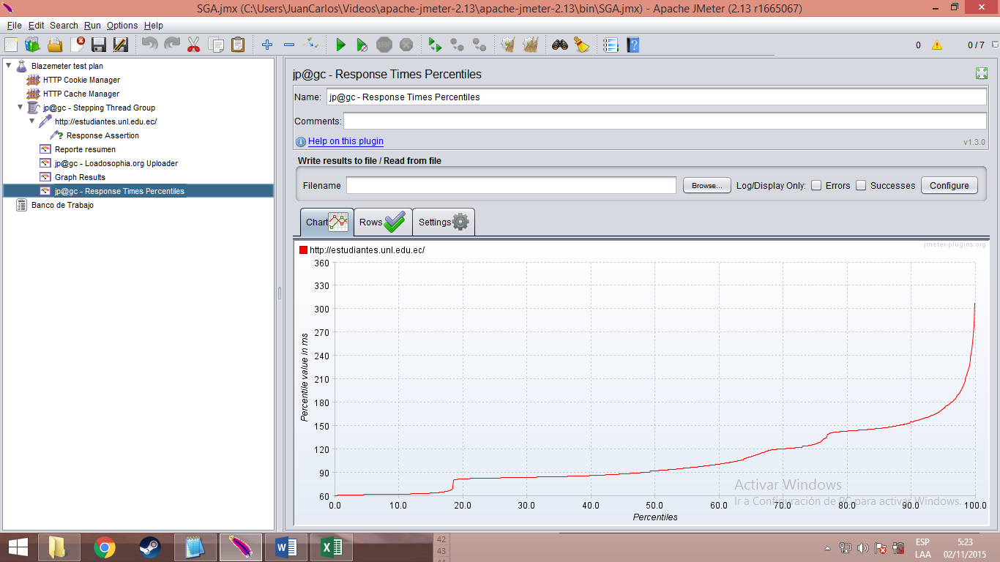 SGA.jmx (C:\Users\JuanCarlos\Videos\apache-jmeter-2.13\apache-jmeter-2.13\bin\SGA.jmx) - Apache JMeter (2.13 r1665067)
File Edit Search Run Options Help
0 0 / 7
Blazemeter test plan
HTTP Cookie Manager
HTTP Cache Manager
jp@gc - Stepping Thread Group
http://estudiantes.unl.edu.ec/
Response Assertion
Reporte resumen
jp@gc - Loadosophia.org Uploader
Graph Results
jp@gc - Response Times Percentiles
Banco de Trabajo
jp@gc - Response Times Percentiles
Name: jp@gc - Response Times Percentiles
Comments:
Help on this plugin v1.3.0
Write results to file / Read from file
Filename Browse... Log/Display Only: Errors Successes Configure
Chart Rows Settings
jmeter-plugins.org
http://estudiantes.unl.edu.ec/
360
330
300
270
240
210
180
150
120
90
60
Percentile value in ms
0.0 10.0 20.0 30.0 40.0 50.0 60.0 70.0 80.0 90.0 100.0
Percentiles
Activar Windows
Ir a Configuración de PC para activar Windows.
42
43
44
ESP
LAA
5:23
02/11/2015